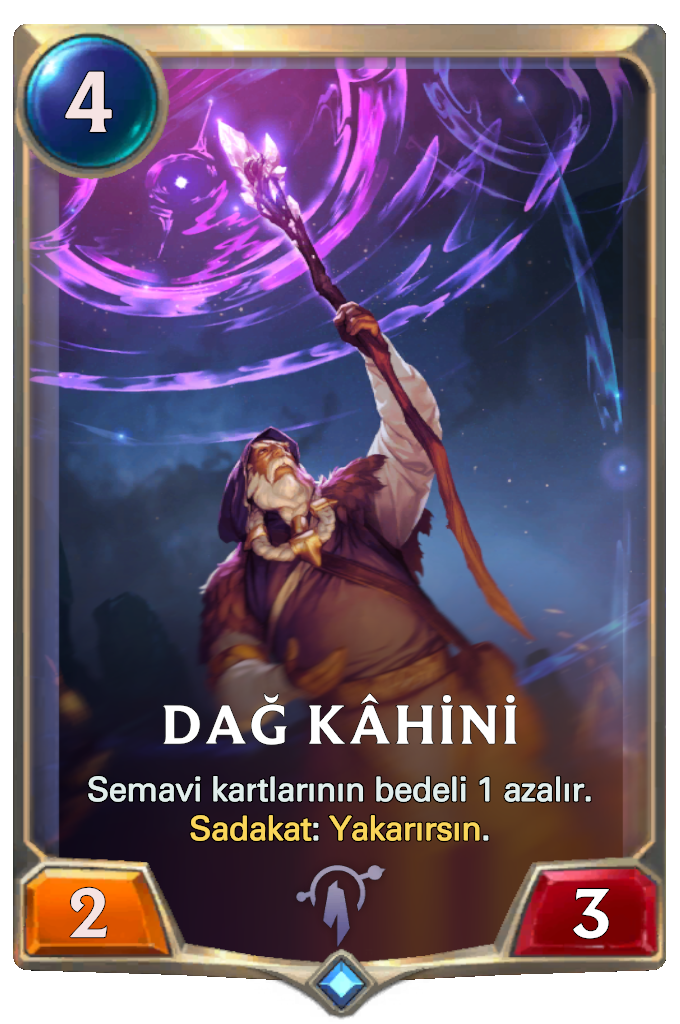 4
DAĞ KÂHİNİ
Semavi kartlarının bedeli 1 azalır.
Sadakat: Yakarırsın.
2
3